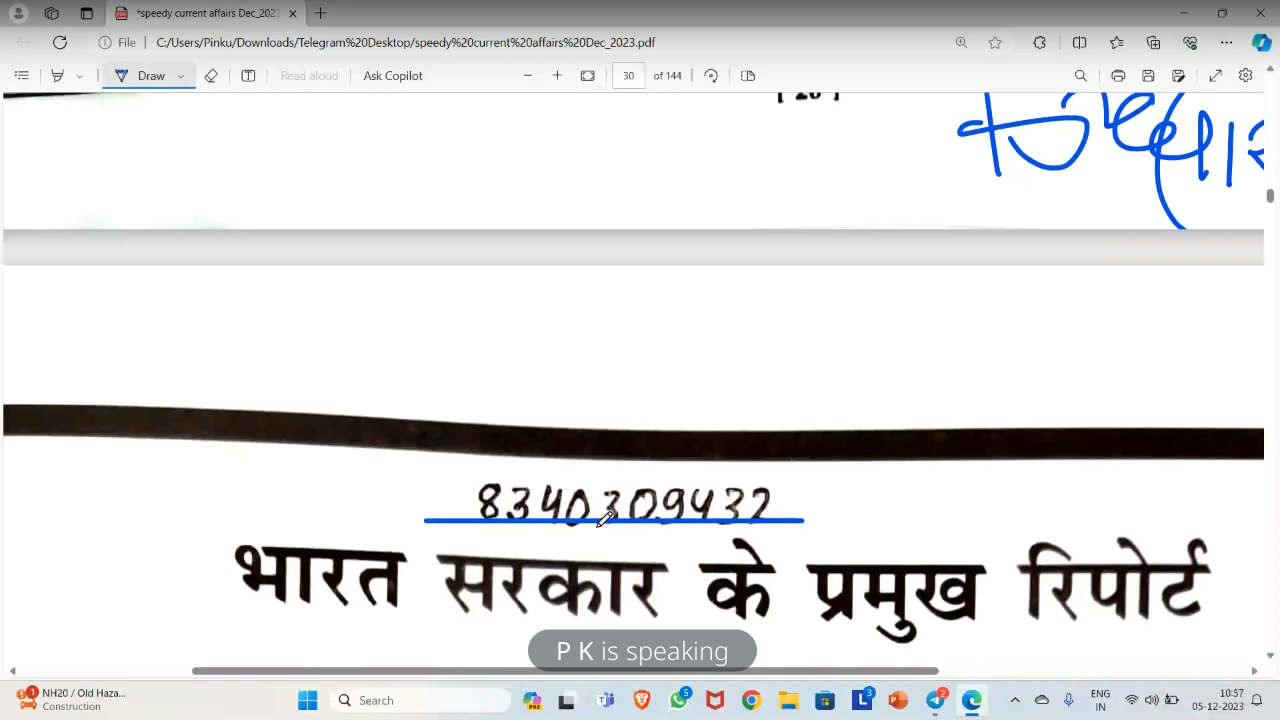 *speedy current affairs Dec_2023
File C:/Users/Pinku/Downloads/Telegram%20Desktop/speedy%20current%20affairs%20Dec_2023.pdf
Draw Read aloud Ask Copilot 30 of 144
8340309432
भारत सरकार के प्रमुख रिपोर्ट
P K is speaking
NH20 / Old Haza...
Construction
Search
ENG
IN
10:57
05-12-2023